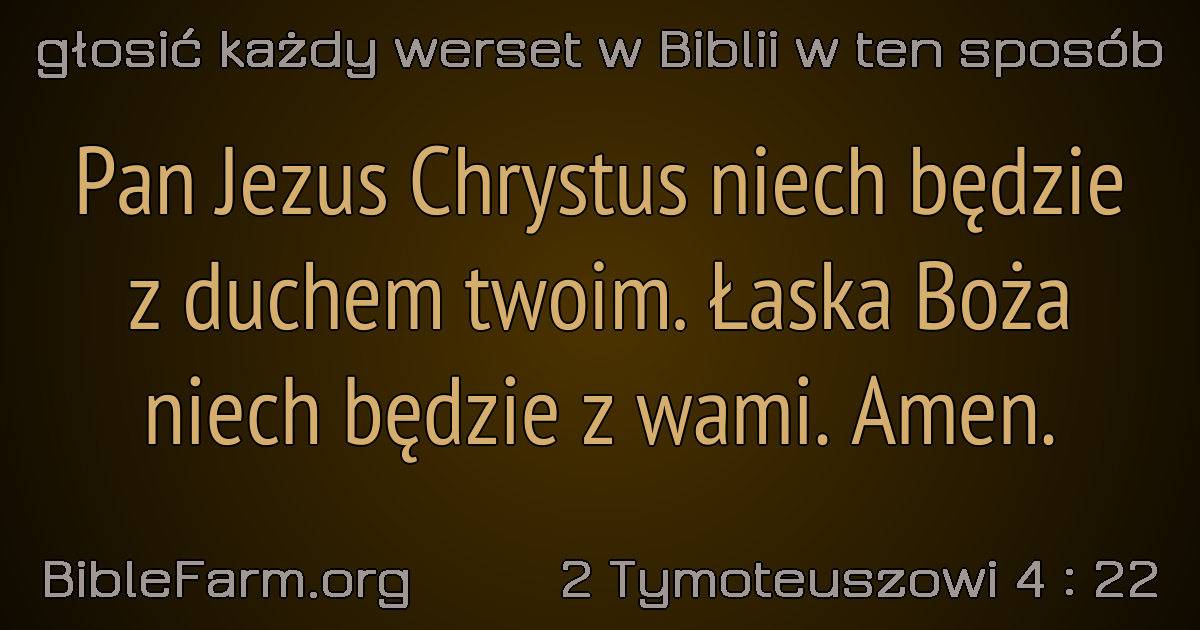 głosić każdy werset w Biblii w ten sposób
Pan Jezus Chrystus niech będzie
z duchem twoim. Łaska Boża
niech będzie z wami. Amen.
BibleFarm.org
2 Tymoteuszowi 4 : 22